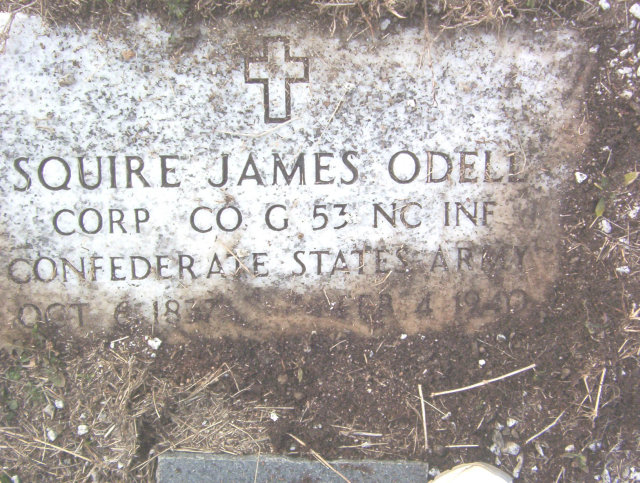 SQUIRE JAMES ODELL
CORP CO G 53 NC INF
CONFEDERATE STATES ARMY
OCT 6 FEB 4